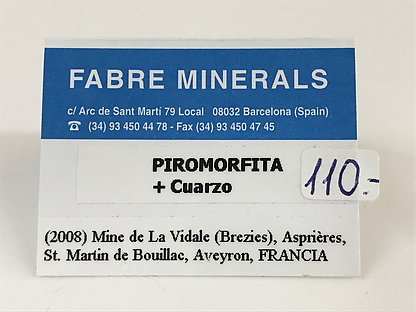 FABRE MINERALS
c/ Arc de Sant Martí 79 Local 08032 Barcelona (Spain)
☎ (34) 93 450 44 78 - Fax (34) 93 450 47 45
PIROMORFITA
+ Cuarzo
110.-
(2008) Mine de La Vidale (Brezies), Asprières,
St. Martin de Bouillac, Aveyron, FRANCIA